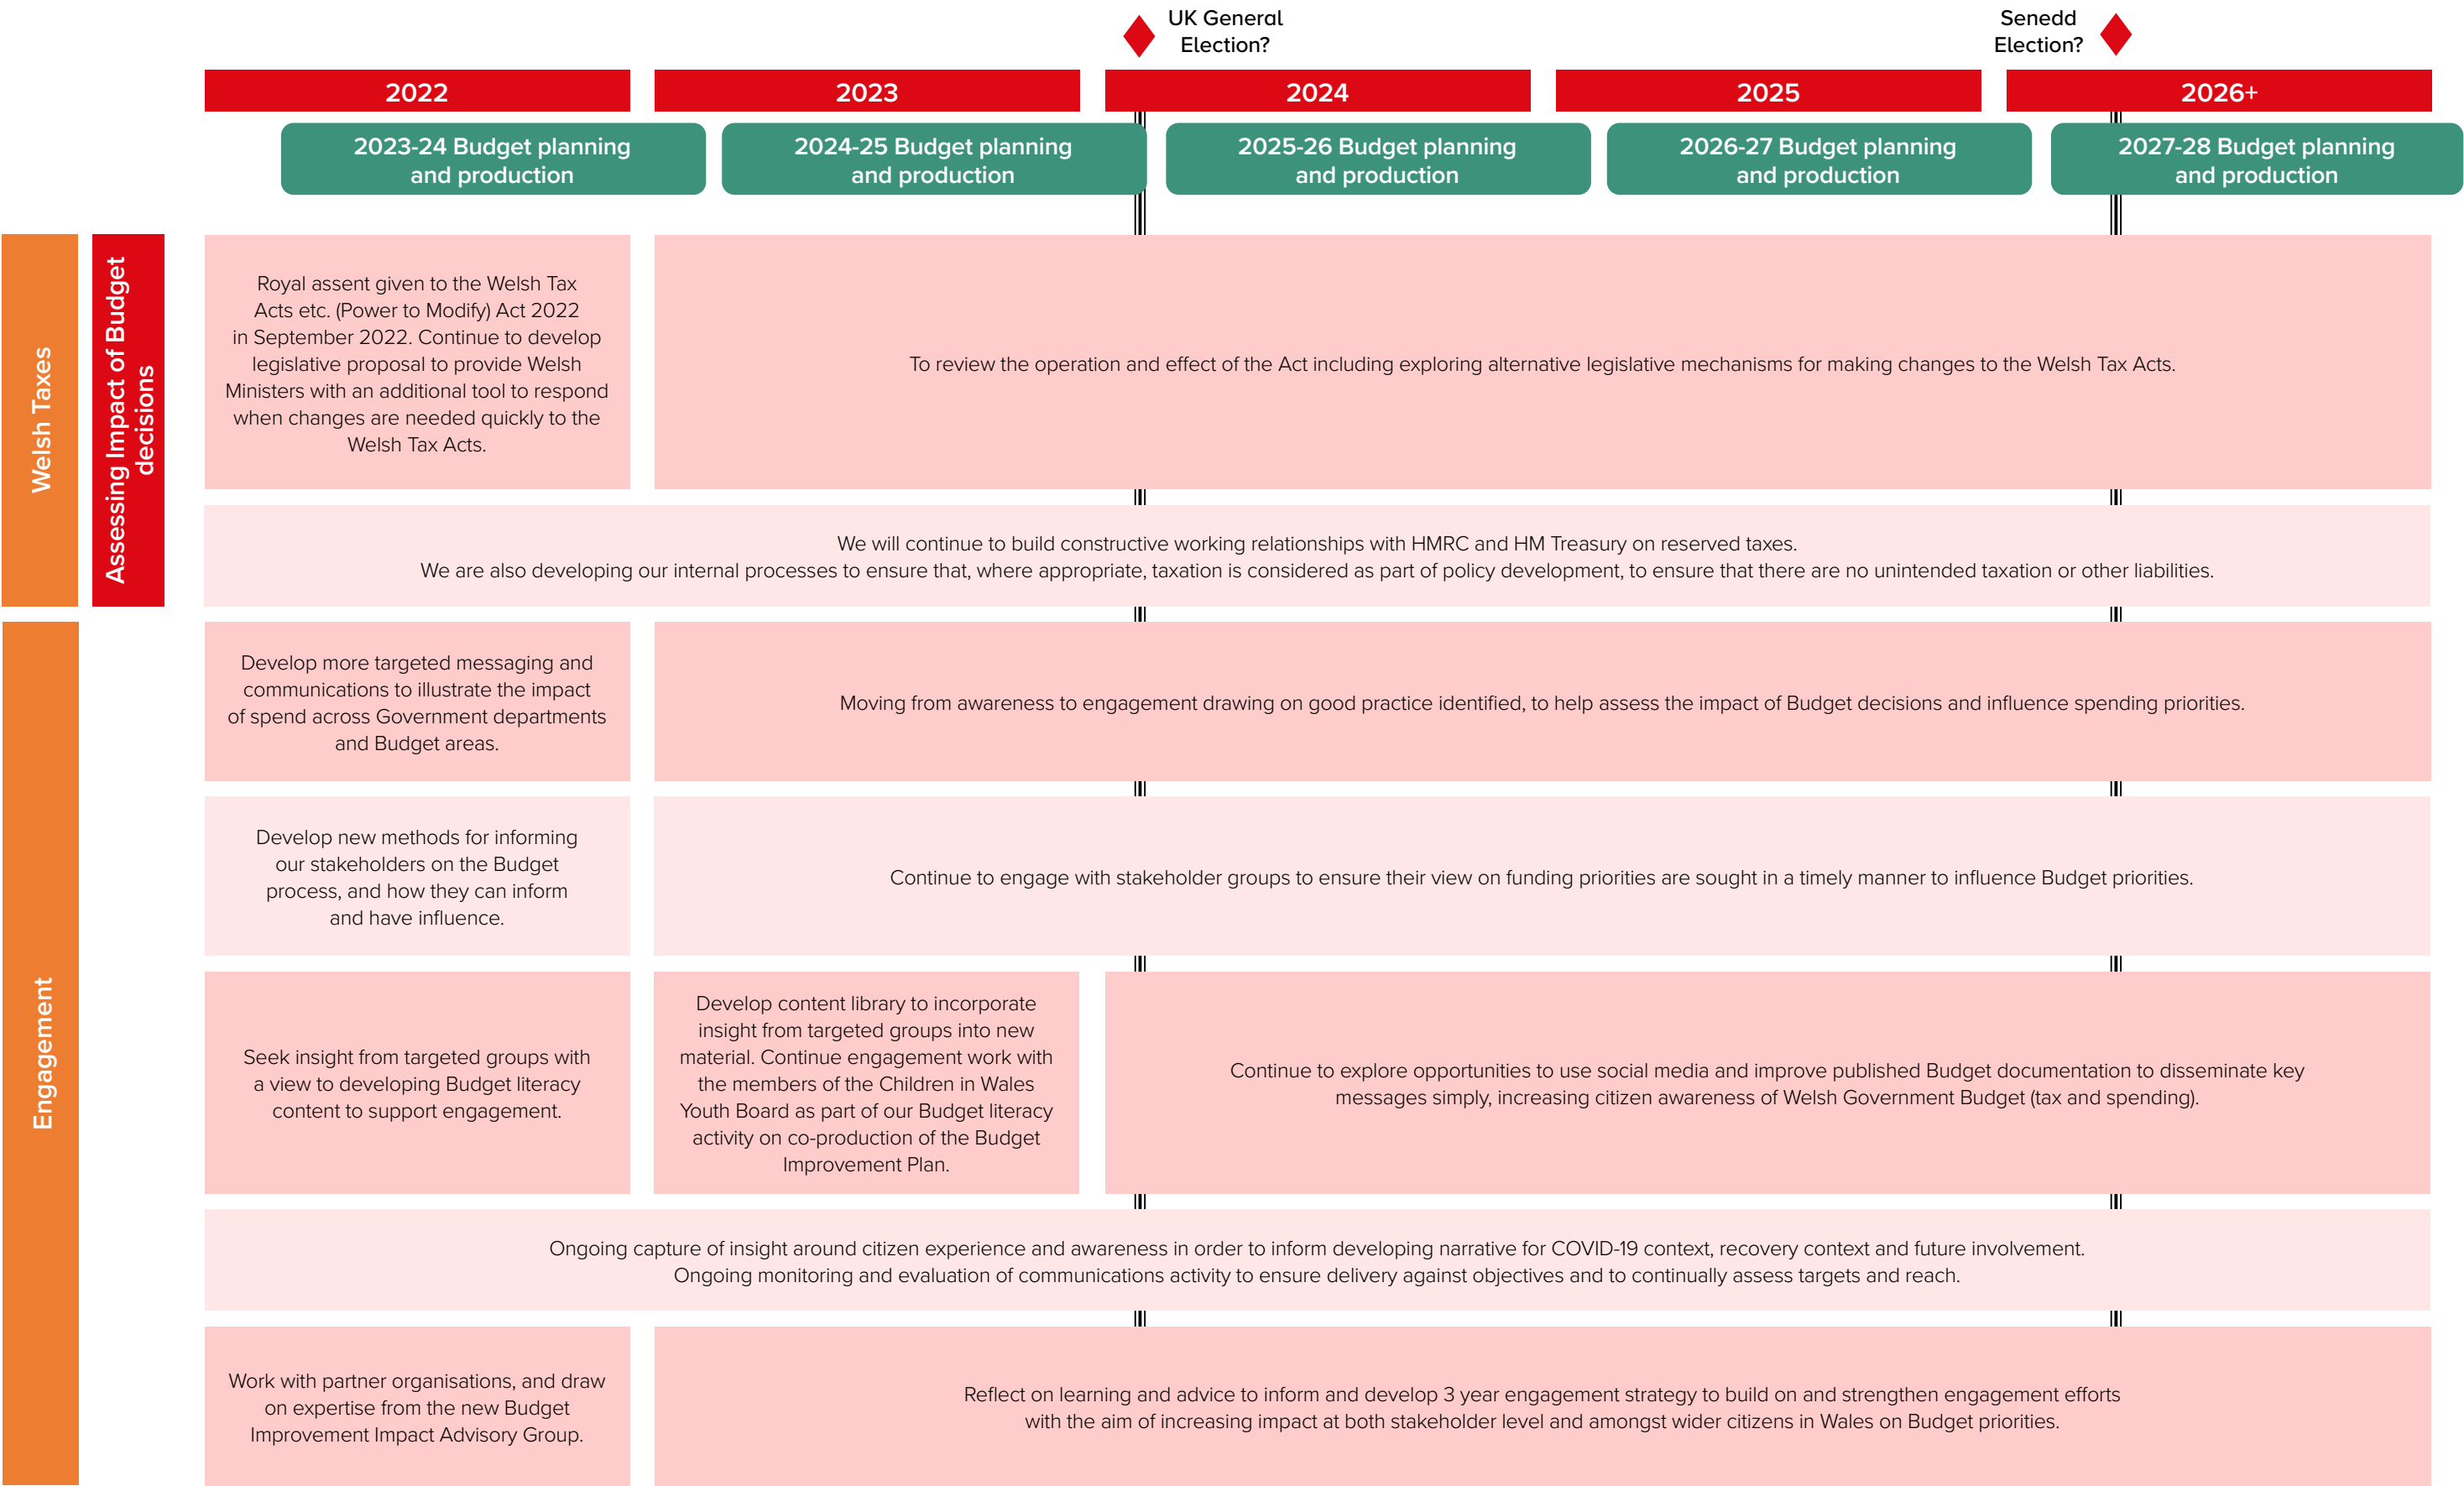 UK General
Election?
Senedd
Election?
2022
2023
2024
2025
2026+
2023-24 Budget planning
and production
2024-25 Budget planning
and production
2025-26 Budget planning
and production
2026-27 Budget planning
and production
2027-28 Budget planning
and production
Welsh Taxes
Assessing Impact of Budget
decisions
Royal assent given to the Welsh Tax
Acts etc. (Power to Modify) Act 2022
in September 2022. Continue to develop
legislative proposal to provide Welsh
Ministers with an additional tool to respond
when changes are needed quickly to the
Welsh Tax Acts.
To review the operation and effect of the Act including exploring alternative legislative mechanisms for making changes to the Welsh Tax Acts.
We will continue to build constructive working relationships with HMRC and HM Treasury on reserved taxes.
We are also developing our internal processes to ensure that, where appropriate, taxation is considered as part of policy development, to ensure that there are no unintended taxation or other liabilities.
Engagement
Develop more targeted messaging and
communications to illustrate the impact
of spend across Government departments
and Budget areas.
Moving from awareness to engagement drawing on good practice identified, to help assess the impact of Budget decisions and influence spending priorities.
Develop new methods for informing
our stakeholders on the Budget
process, and how they can inform
and have influence.
Continue to engage with stakeholder groups to ensure their view on funding priorities are sought in a timely manner to influence Budget priorities.
Seek insight from targeted groups with
a view to developing Budget literacy
content to support engagement.
Develop content library to incorporate
insight from targeted groups into new
material. Continue engagement work with
the members of the Children in Wales
Youth Board as part of our Budget literacy
activity on co-production of the Budget
Improvement Plan.
Continue to explore opportunities to use social media and improve published Budget documentation to disseminate key
messages simply, increasing citizen awareness of Welsh Government Budget (tax and spending).
Ongoing capture of insight around citizen experience and awareness in order to inform developing narrative for COVID-19 context, recovery context and future involvement.
Ongoing monitoring and evaluation of communications activity to ensure delivery against objectives and to continually assess targets and reach.
Work with partner organisations, and draw
on expertise from the new Budget
Improvement Impact Advisory Group.
Reflect on learning and advice to inform and develop 3 year engagement strategy to build on and strengthen engagement efforts
with the aim of increasing impact at both stakeholder level and amongst wider citizens in Wales on Budget priorities.